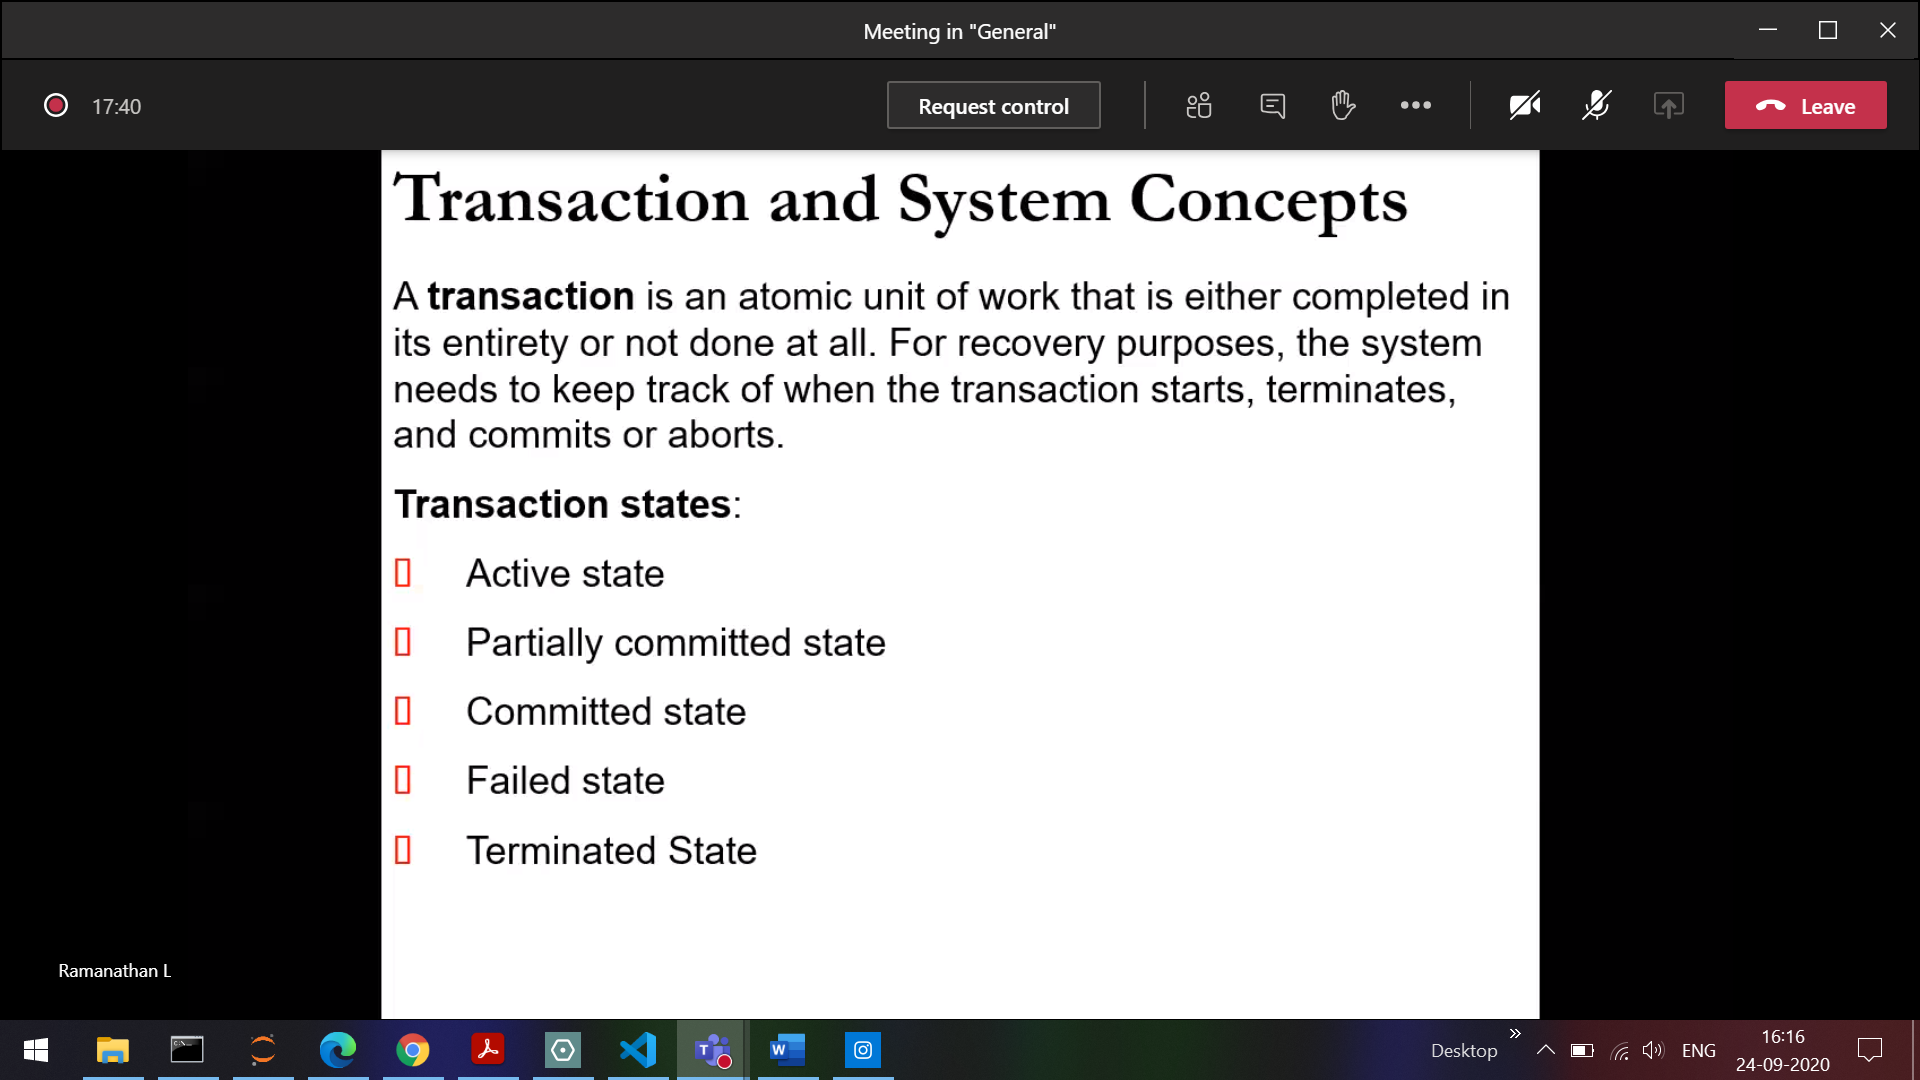 Meeting in "General"
17:40
Request control
Leave
Transaction and System Concepts
A transaction is an atomic unit of work that is either completed in
its entirety or not done at all. For recovery purposes, the system
needs to keep track of when the transaction starts, terminates,
and commits or aborts.
Transaction states:
Active state
Partially committed state
Committed state
Failed state
Terminated State
Ramanathan L
Desktop
ENG
16:16
24-09-2020